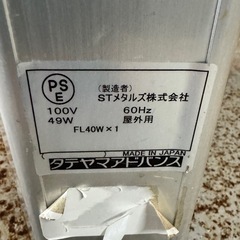 PS
E
(製造者)
STメタルズ株式会社
100V 60Hz
49W 屋外用
FL40W×1
MADE IN JAPAN
タテヤマアドバンス